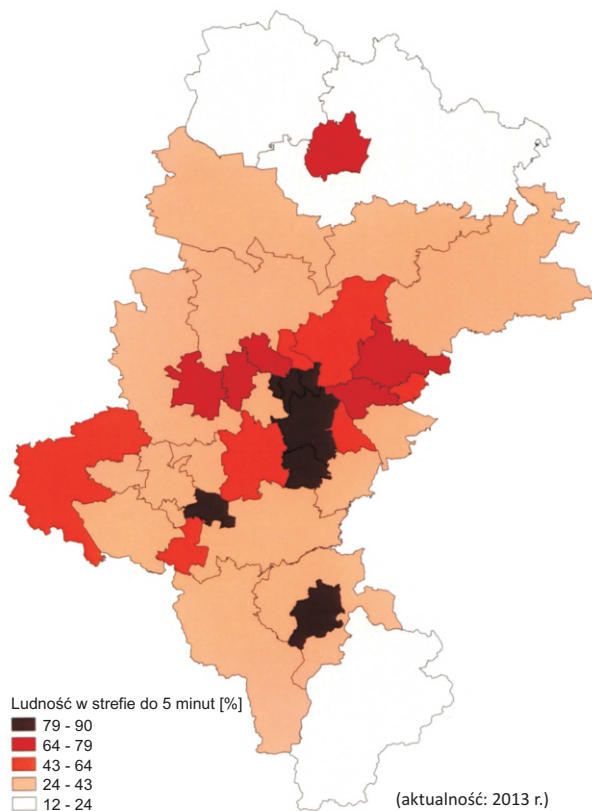 Ludność w strefie do 5 minut [%]
79 - 90
64 - 79
43 - 64
24 - 43
12 - 24
(aktualność: 2013 r.)